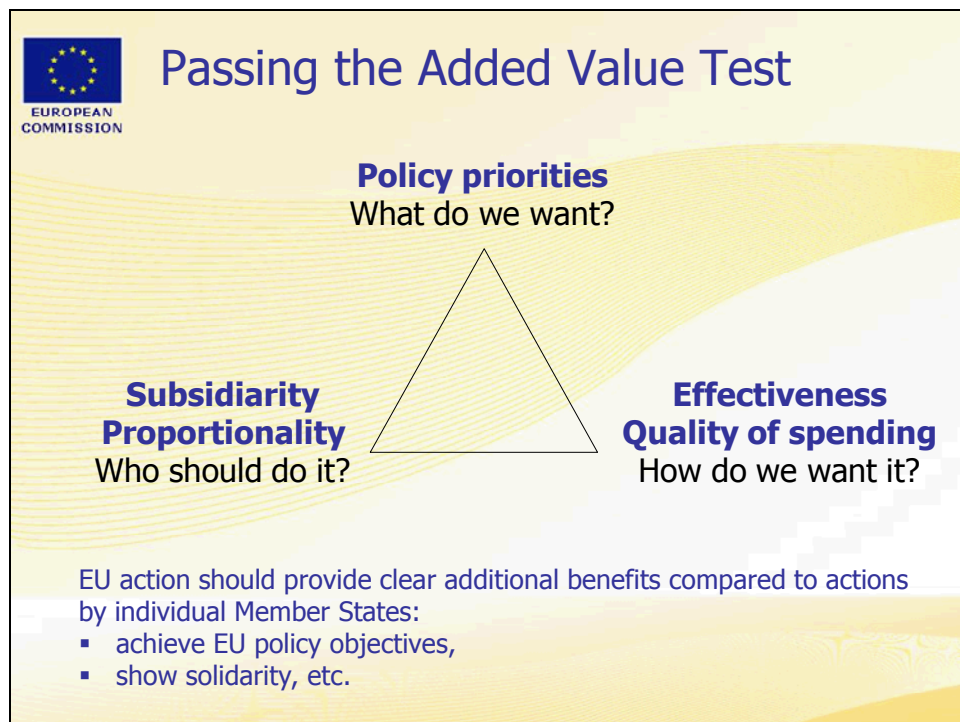 EUROPEAN
COMMISSION
Passing the Added Value Test
Policy priorities
What do we want?
Subsidiarity
Proportionality
Who should do it?
Effectiveness
Quality of spending
How do we want it?
EU action should provide clear additional benefits compared to actions
by individual Member States:
▪ achieve EU policy objectives,
▪ show solidarity, etc.